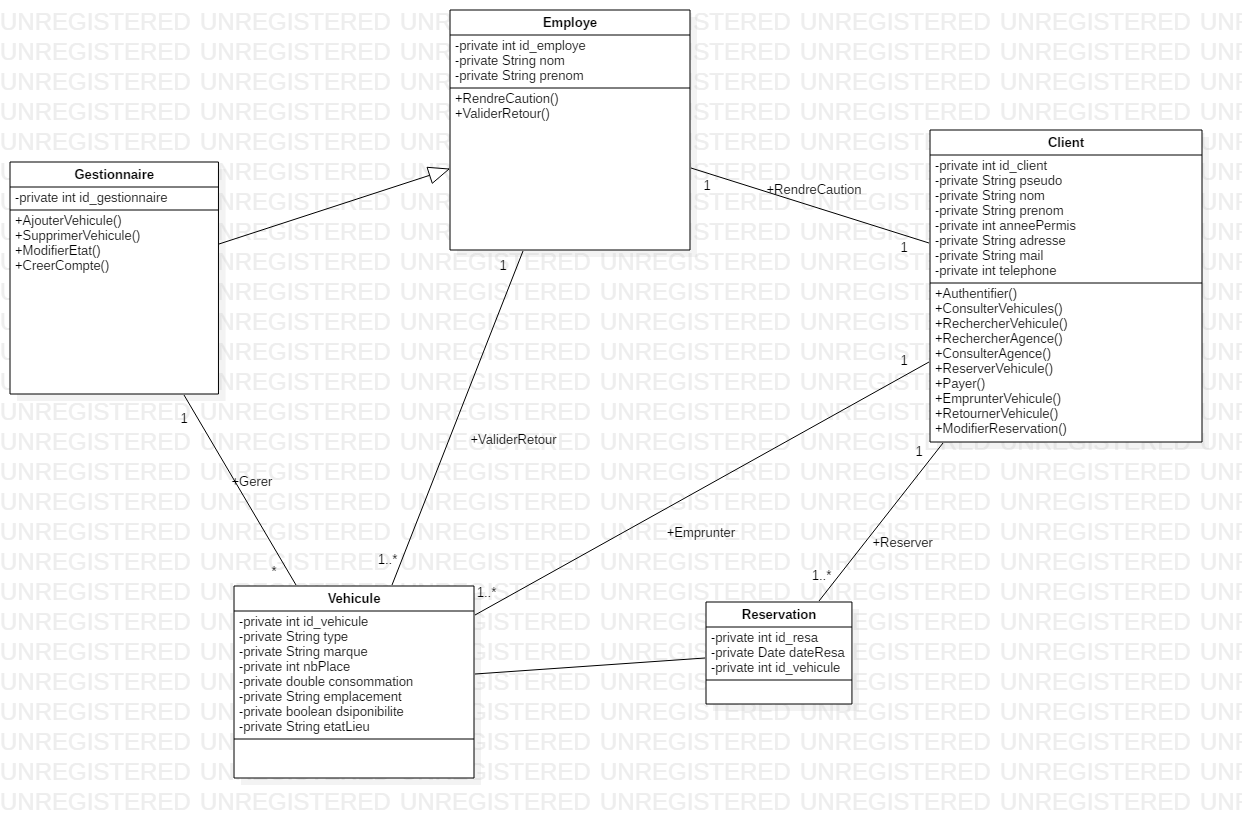 Employe
-private int id_employe
-private String nom
-private String prenom
+RendreCaution()
+ValiderRetour()
Gestionnaire
-private int id_gestionnaire
+AjouterVehicule()
+SupprimerVehicule()
+ModifierEtat()
+CreerCompte()
Client
-private int id_client
-private String pseudo
-private String nom
-private String prenom
-private int anneePermis
-private String adresse
-private String mail
-private int telephone
+Authentifier()
+ConsulterVehicules()
+RechercherVehicule()
+RechercherAgence()
+ConsulterAgence()
+ReserverVehicule()
+Payer()
+EmprunterVehicule()
+RetournerVehicule()
+ModifierReservation()
1
+RendreCaution
1
1
+ValiderRetour
1..*
1
+Gerer
*
1
+Emprunter
1..*
1
+Reserver
1..*
Vehicule
-private int id_vehicule
-private String type
-private String marque
-private int nbPlace
-private double consommation
-private String emplacement
-private boolean dsiponibilite
-private String etatLieu
Reservation
-private int id_resa
-private Date dateResa
-private int id_vehicule
UNREGISTERED